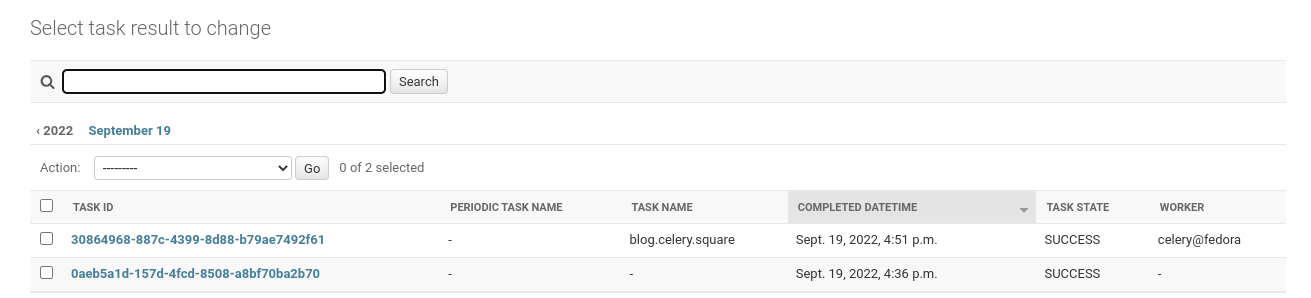 Select task result to change
Search
‹ 2022 September 19
Action: --------- Go 0 of 2 selected
TASK ID PERIODIC TASK NAME TASK NAME COMPLETED DATETIME TASK STATE WORKER
30864968-887c-4399-8d88-b79ae7492f61 - blog.celery.square Sept. 19, 2022, 4:51 p.m. SUCCESS celery@fedora
0aeb5a1d-157d-4fcd-8508-a8bf70ba2b70 - - Sept. 19, 2022, 4:36 p.m. SUCCESS -